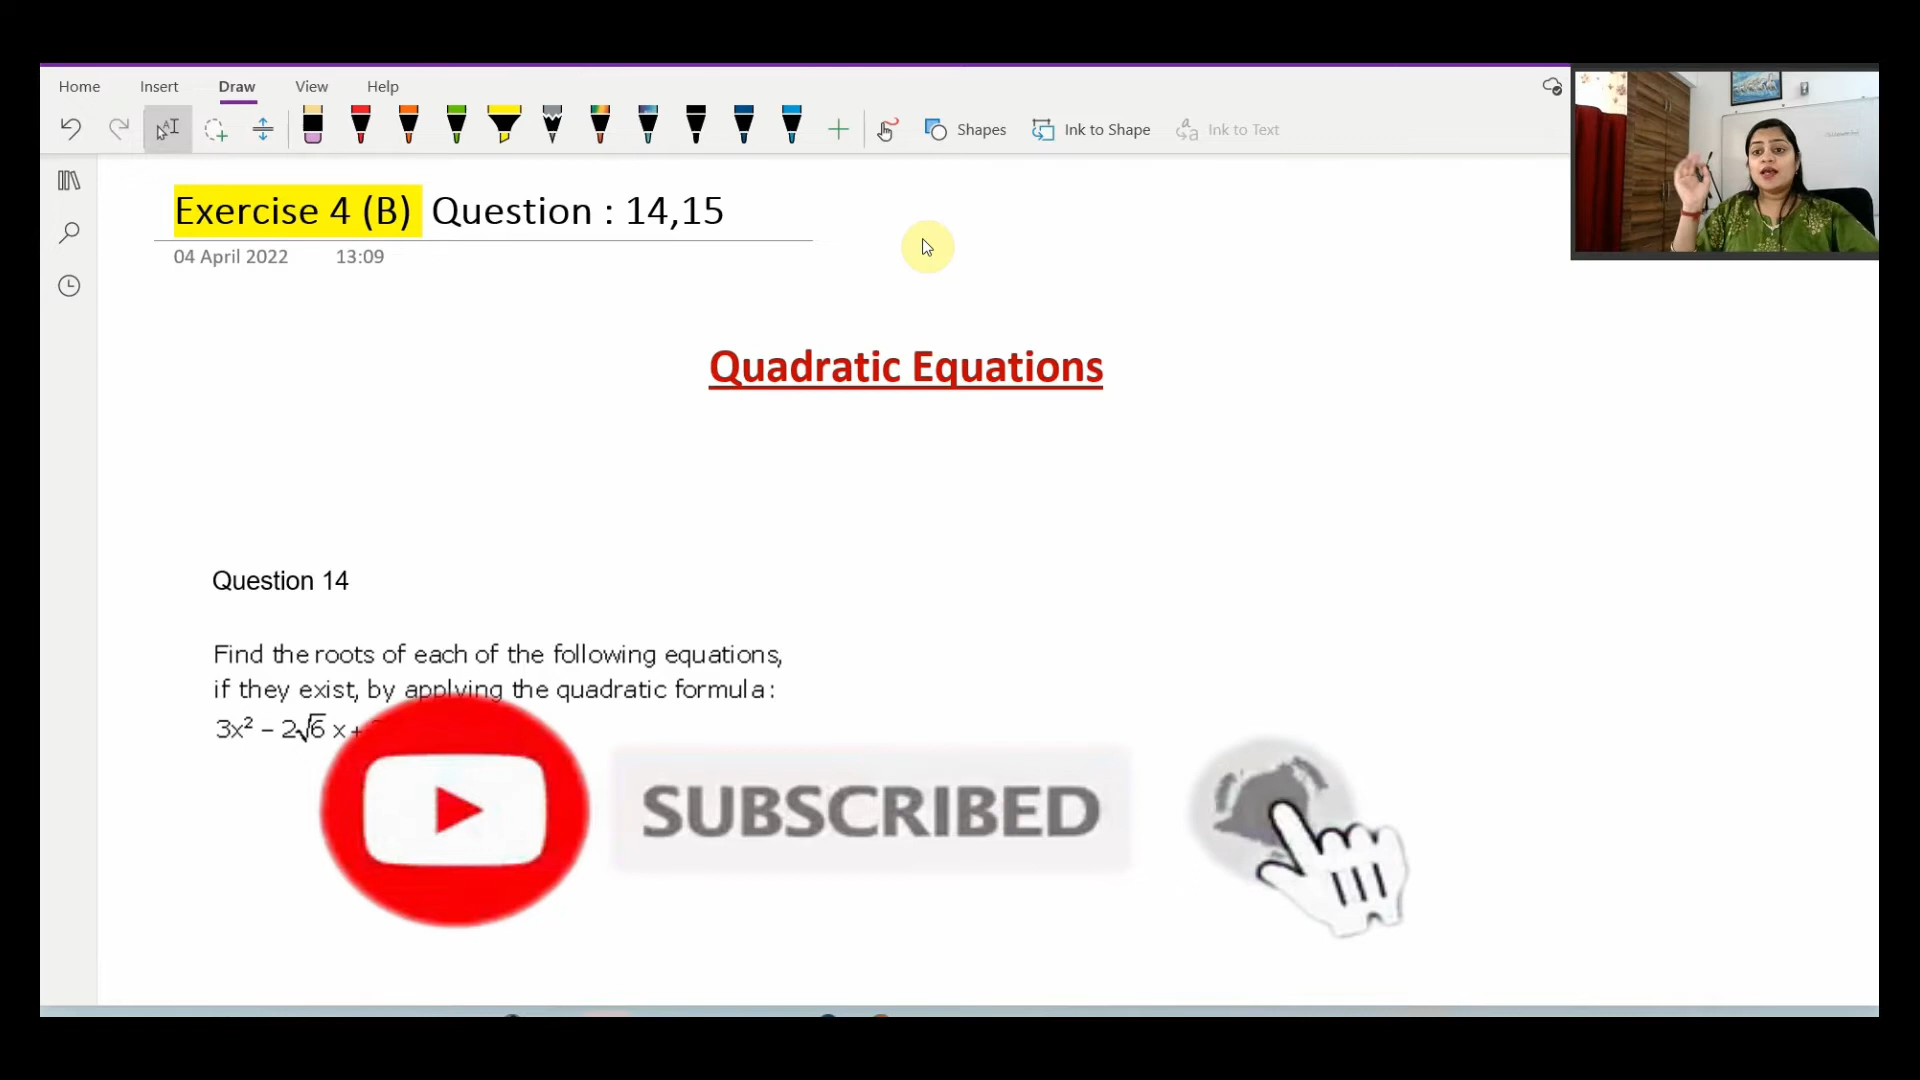 Home Insert Draw View Help
Shapes Ink to Shape Ink to Text
Exercise 4 (B) Question : 14,15
04 April 2022 13:09
Quadratic Equations
Question 14
Find the roots of each of the following equations,
if they exist, by applying the quadratic formula:
3x² – 2√6 x +
SUBSCRIBED